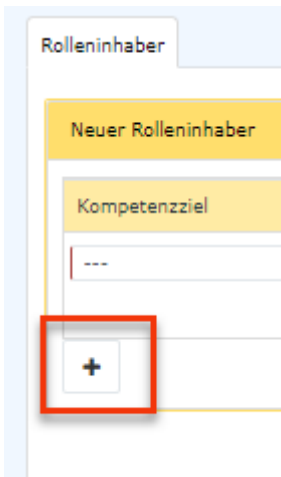 Rolleninhaber
Neuer Rolleninhaber
Kompetenzziel
---
+